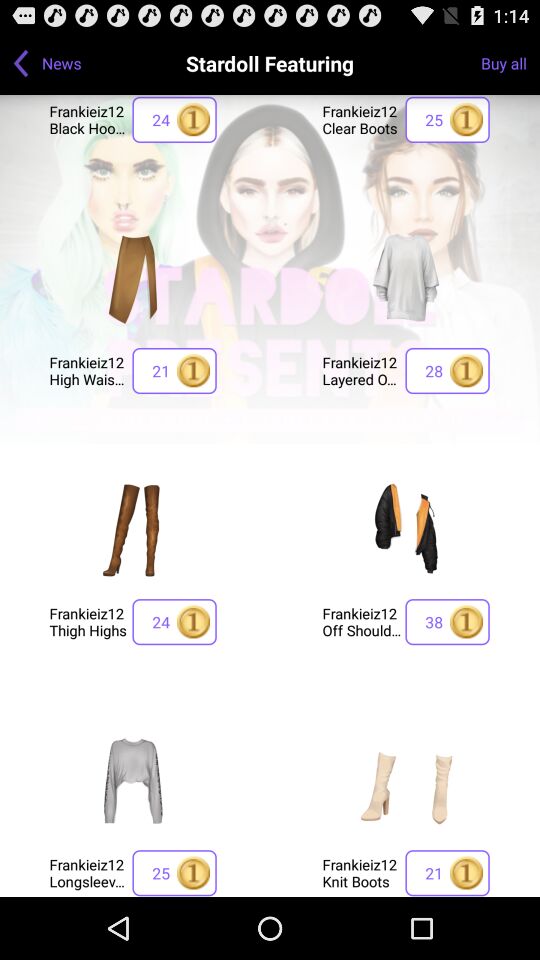 1:14
News
Stardoll Featuring
Buy all
Frankieiz12
Black Hoo...
24
1
Frankieiz12
Clear Boots
25
1
STARDOLL
PRESENTS
Frankieiz12
High Wais...
21
1
Frankieiz12
Layered O...
28
1
Frankieiz12
Thigh Highs
24
1
Frankieiz12
Off Should...
38
1
Frankieiz12
Longsleev...
25
1
Frankieiz12
Knit Boots
21
1